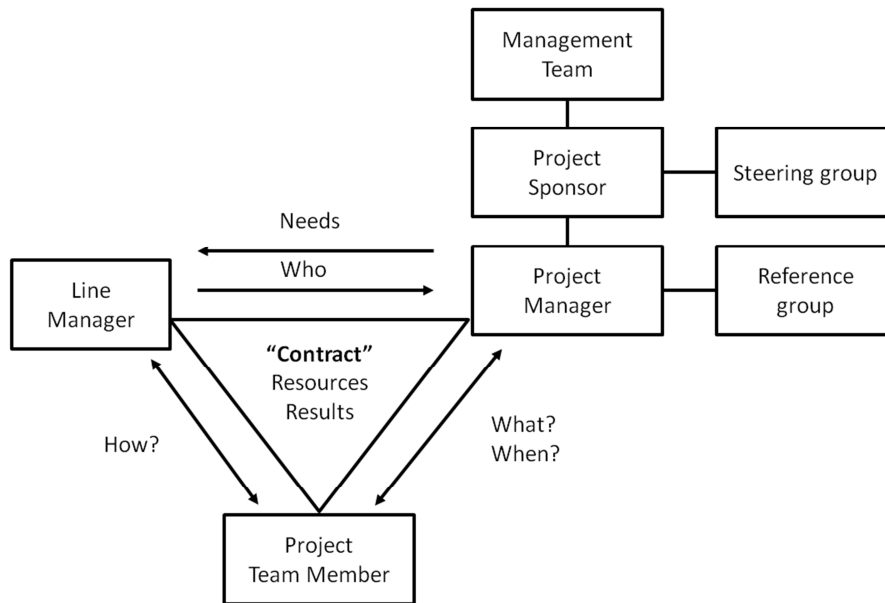 Management
Team
Project
Sponsor
Steering group
Needs
Who
Line
Manager
Project
Manager
Reference
group
“Contract”
Resources
Results
How?
What?
When?
Project
Team Member